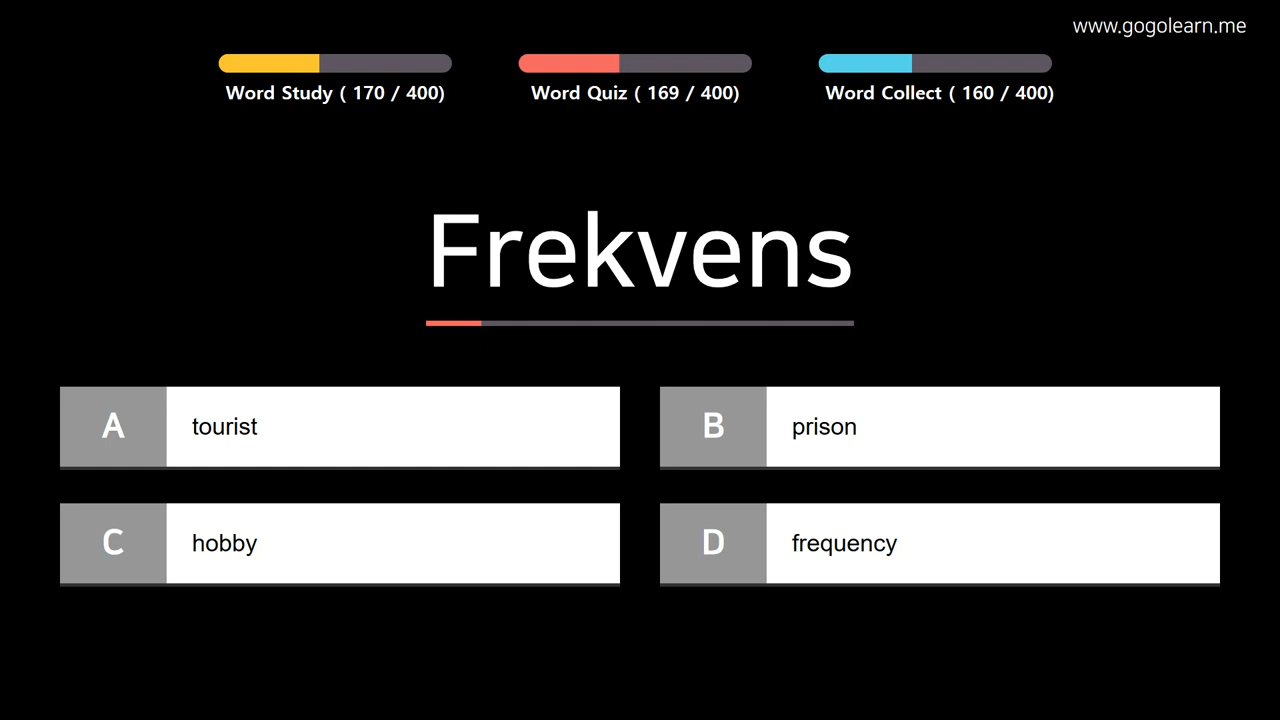 www.gogolearn.me
Word Study ( 170 / 400)
Word Quiz ( 169 / 400)
Word Collect ( 160 / 400)
Frekvens
A tourist
B prison
C hobby
D frequency